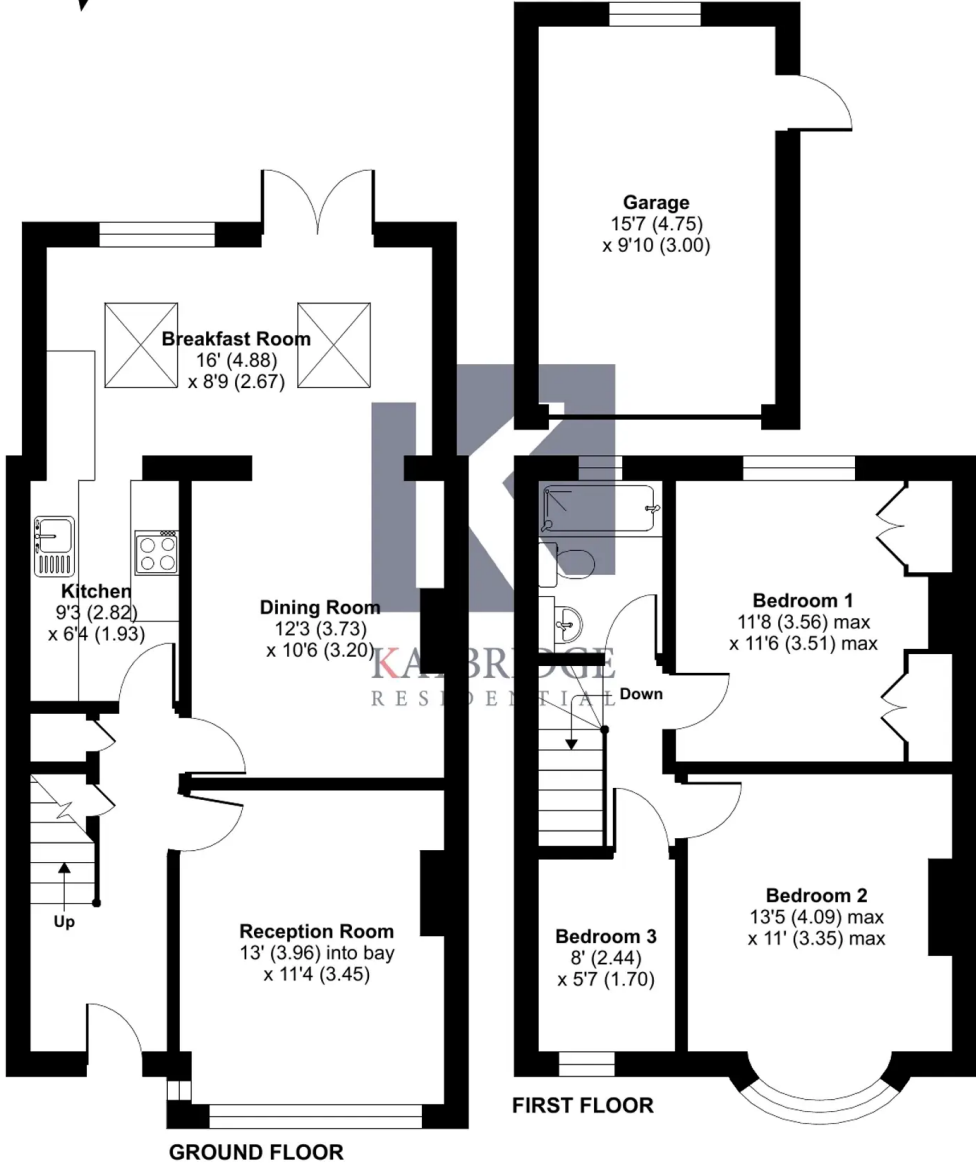 Garage
15'7 (4.75)
x 9'10 (3.00)
Breakfast Room
16' (4.88)
x 8'9 (2.67)
Kitchen
9'3 (2.82)
x 6'4 (1.93)
Dining Room
12'3 (3.73)
x 10'6 (3.20)
Bedroom 1
11'8 (3.56) max
x 11'6 (3.51) max
KAYBRIDGE
RESIDENTIAL
Down
Up
Reception Room
13' (3.96) into bay
x 11'4 (3.45)
Bedroom 3
8' (2.44)
x 5'7 (1.70)
Bedroom 2
13'5 (4.09) max
x 11' (3.35) max
FIRST FLOOR
GROUND FLOOR